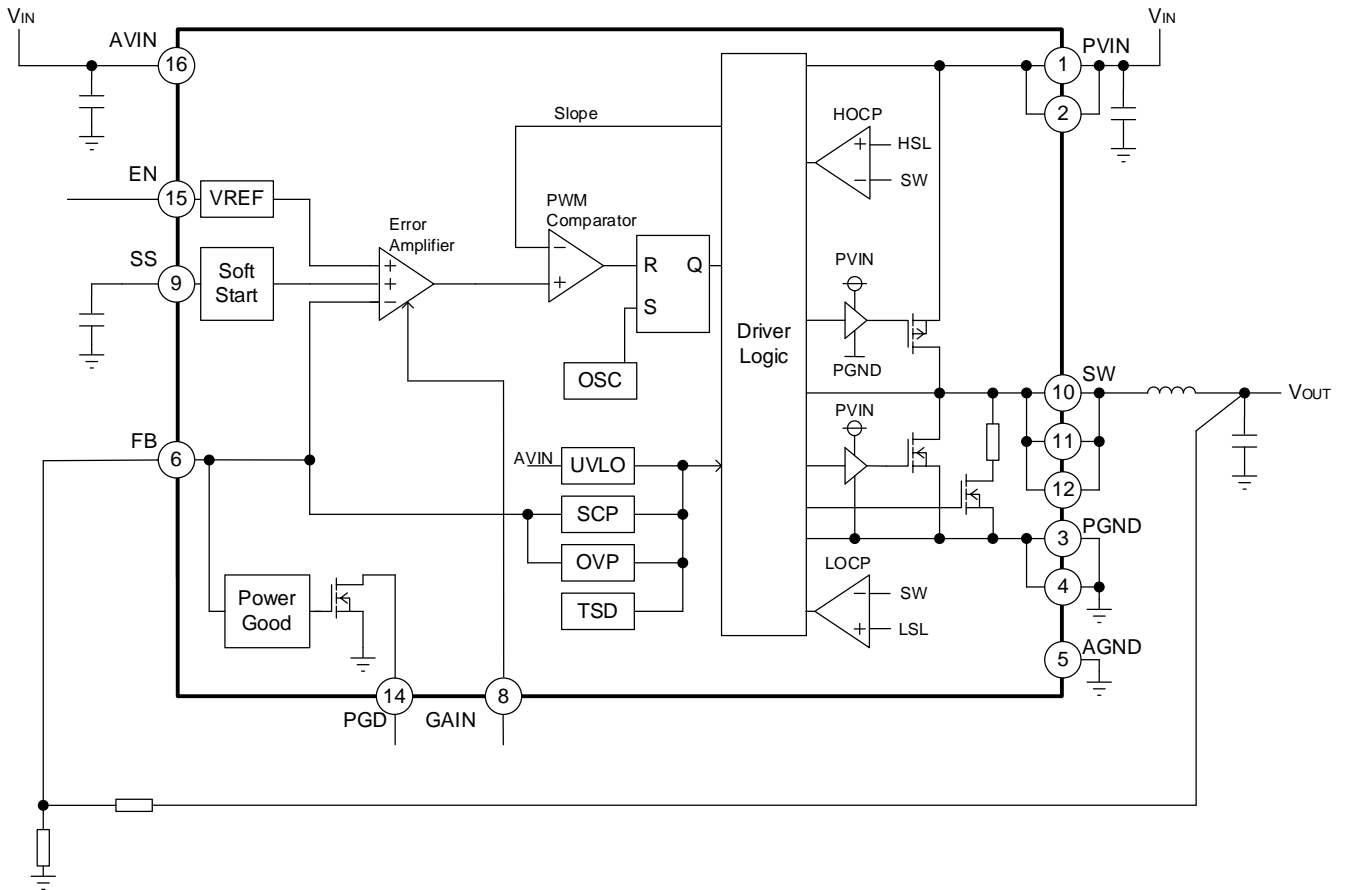 VIN
AVIN
16
VIN
PVIN
1
2
Slope
HOCP
+
HSL
−
SW
EN
15
VREF
Error
Amplifier
+
+
−
PWM
Comparator
−
+
R
Q
S
SS
9
Soft
Start
OSC
Driver
Logic
PVIN
PGND
SW
10
11
12
VOUT
PVIN
FB
6
AVIN
UVLO
SCP
OVP
TSD
PGND
3
4
LOCP
−
SW
+
LSL
AGND
5
Power
Good
14
8
PGD
GAIN